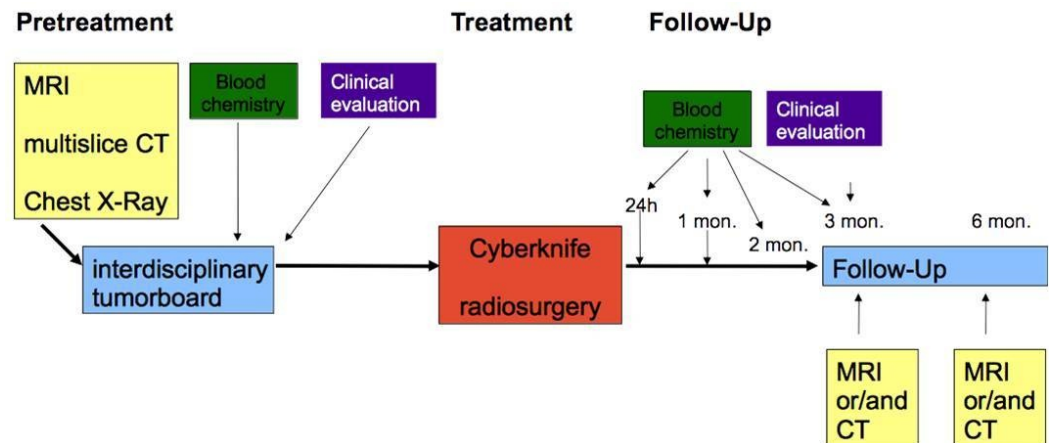 Pretreatment
Treatment
Follow-Up
MRI
multislice CT
Chest X-Ray
Blood
chemistry
Clinical
evaluation
Blood
chemistry
Clinical
evaluation
24h
1 mon.
2 mon.
3 mon.
6 mon.
interdisciplinary
tumorboard
Cyberknife
radiosurgery
Follow-Up
MRI
or/and
CT
MRI
or/and
CT